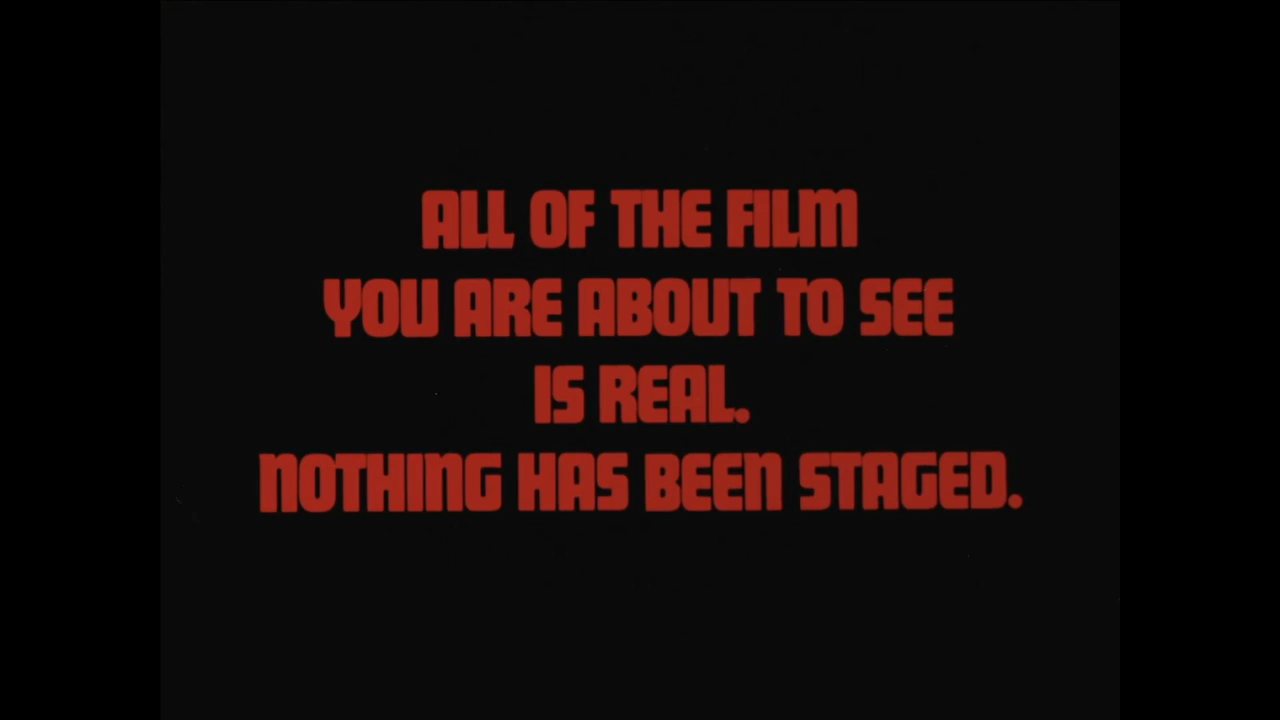 ALL OF THE FILM
YOU ARE ABOUT TO SEE
IS REAL.
NOTHING HAS BEEN STAGED.